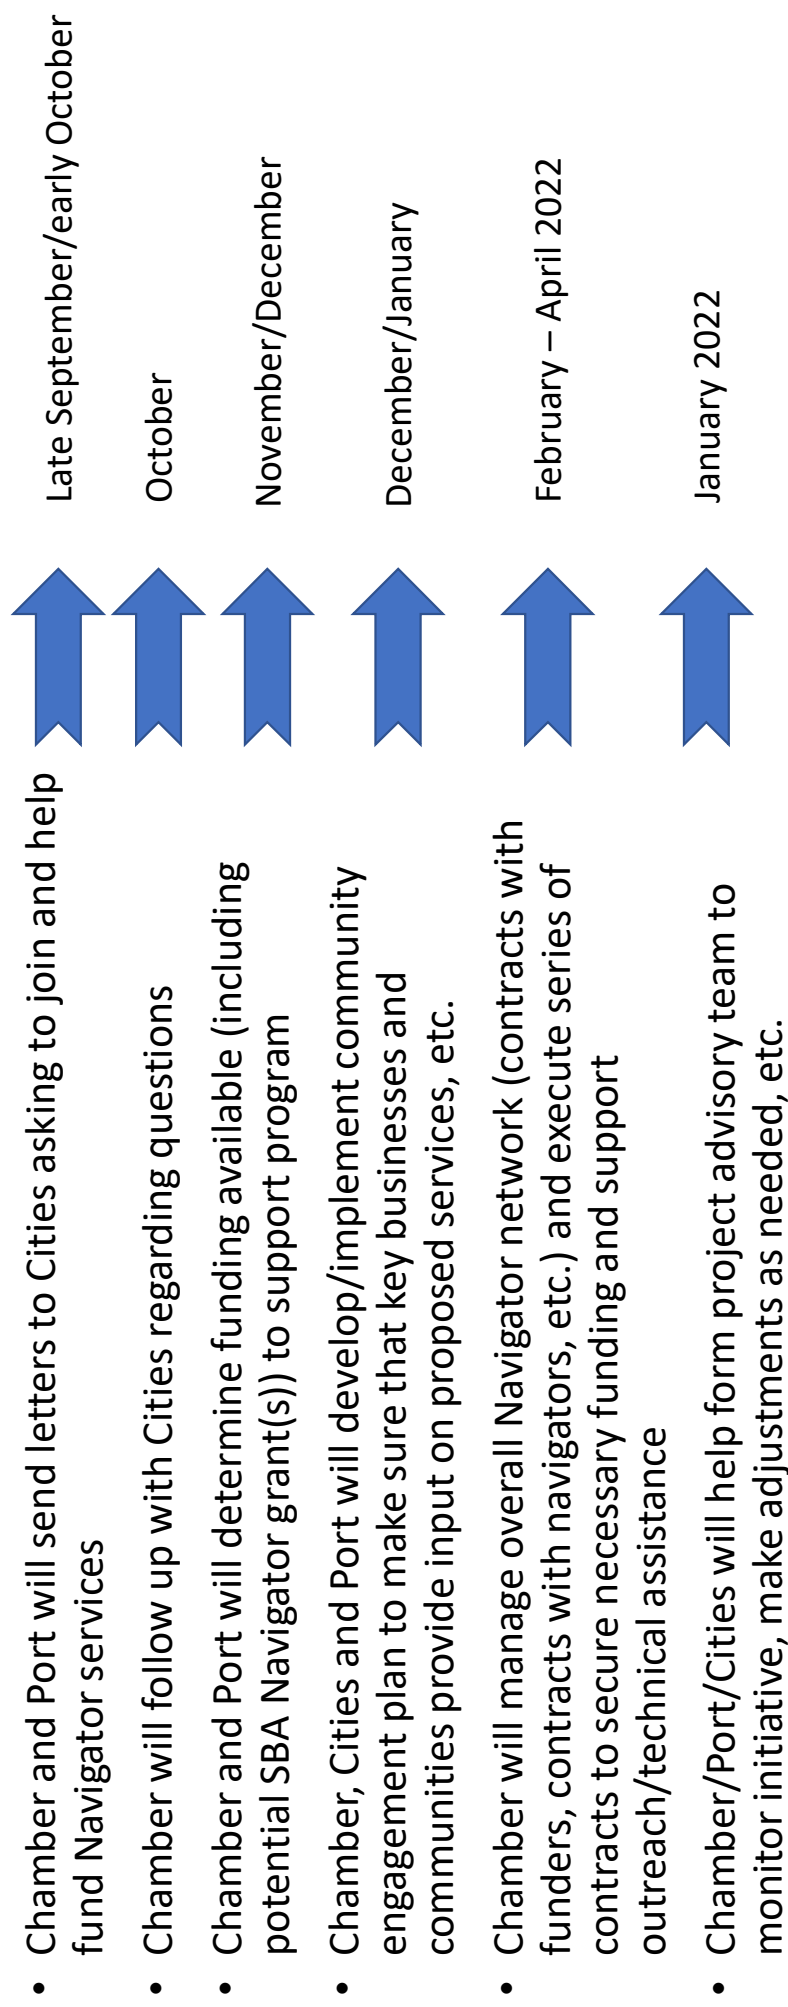 • Chamber and Port will send letters to Cities asking to join and help
fund Navigator services
Late September/early October
• Chamber will follow up with Cities regarding questions
October
• Chamber and Port will determine funding available (including
potential SBA Navigator grant(s)) to support program
November/December
• Chamber, Cities and Port will develop/implement community
engagement plan to make sure that key businesses and
communities provide input on proposed services, etc.
December/January
• Chamber will manage overall Navigator network (contracts with
funders, contracts with navigators, etc.) and execute series of
contracts to secure necessary funding and support
outreach/technical assistance
February – April 2022
• Chamber/Port/Cities will help form project advisory team to
monitor initiative, make adjustments as needed, etc.
January 2022